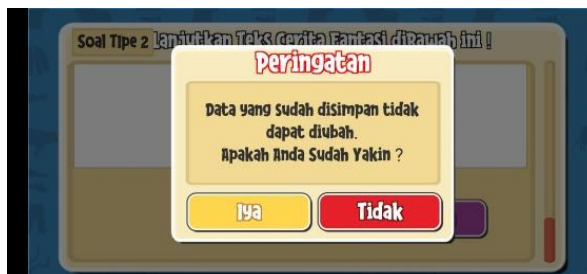 Soal Tipe 2 lanjutkan Teks Cerita Fantasi diBawah ini !
Peringatan
Data yang sudah disimpan tidak
dapat diubah.
Apakah Anda Sudah Yakin ?
Iya
Tidak